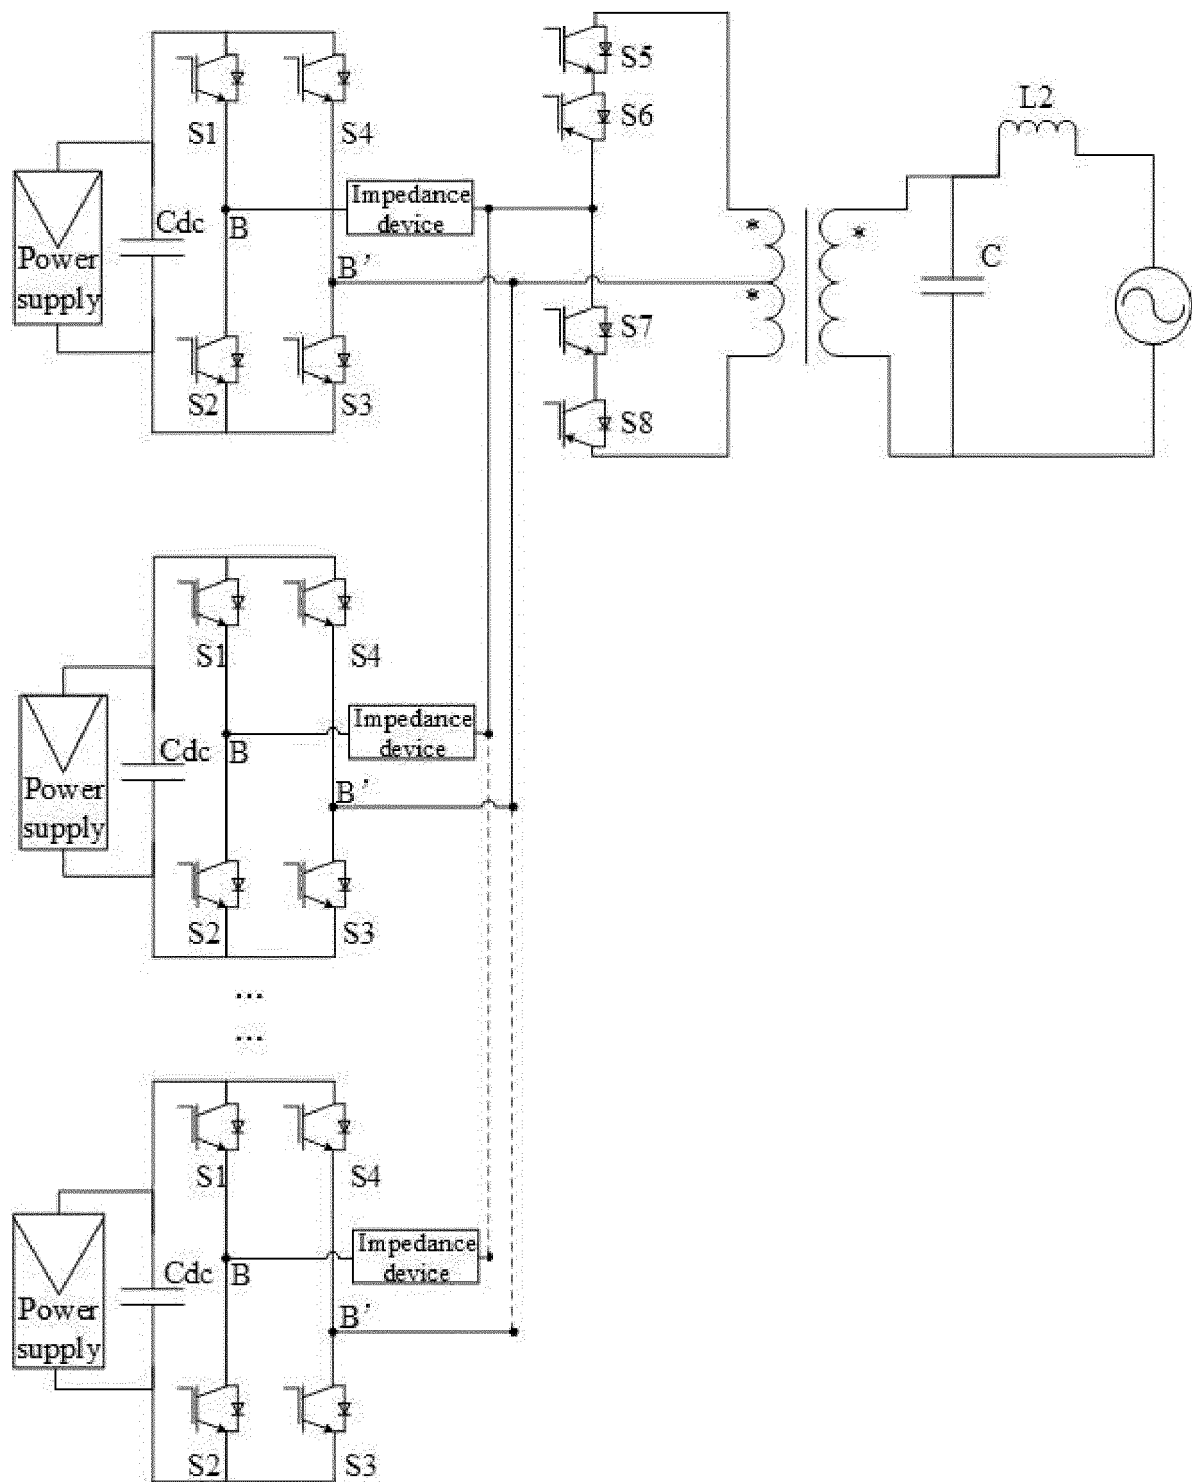 S1
S4
S5
S6
L2
Impedance
device
Cdc
B
B'
Power
supply
C
S7
S2
S3
S8
S1
S4
Impedance
device
Cdc
B
B'
Power
supply
S2
S3
...
...
S1
S4
Impedance
device
Cdc
B
B'
Power
supply
S2
S3